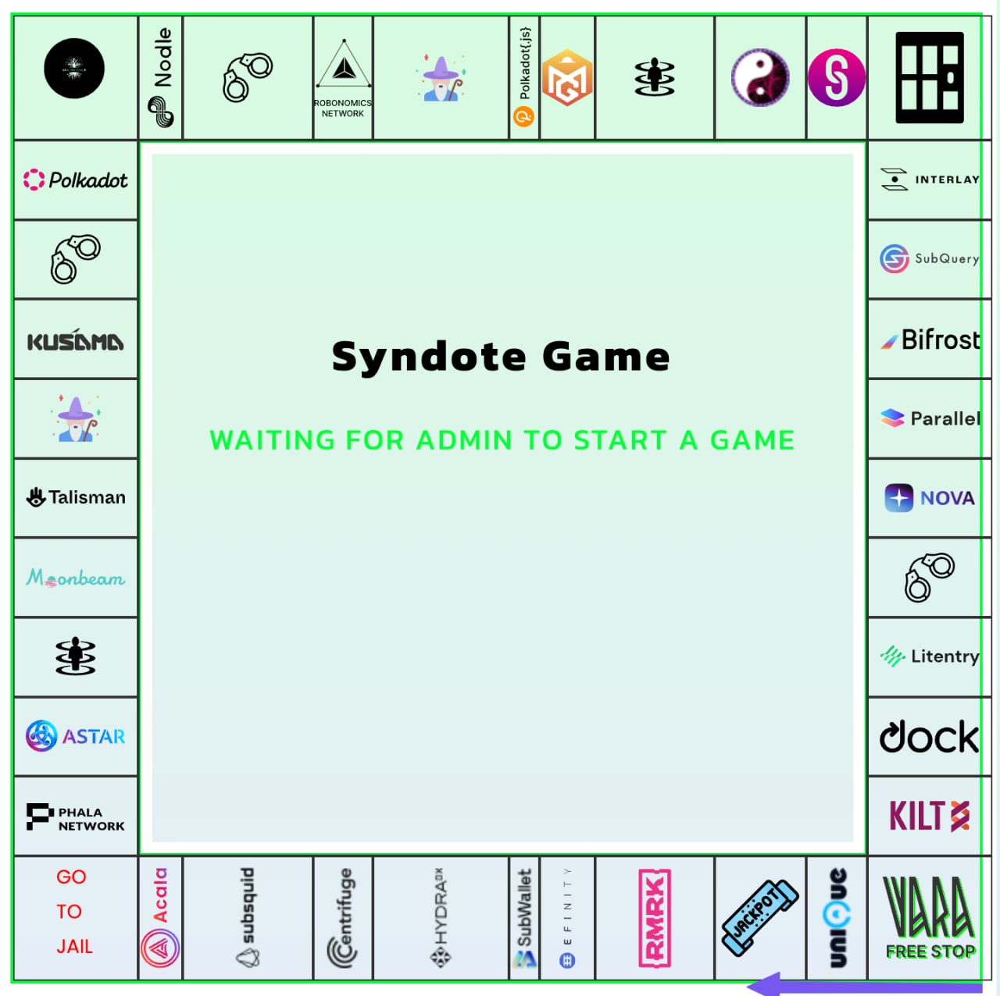 Nodle
ROBONOMICS
NETWORK
Polkadot{.js}
Polkadot
INTERLAY
SubQuery
KUSAMA
Bifrost
Syndote Game
Parallel
WAITING FOR ADMIN TO START A GAME
Talisman
NOVA
Moonbeam
Litentry
ASTAR
dock
PHALA
NETWORK
KILT
GO
TO
JAIL
Acala
subsquid
Centrifuge
HYDRADX
SubWallet
EFINITY
RMRK
JACKPOT
uniQue
VARA
FREE STOP